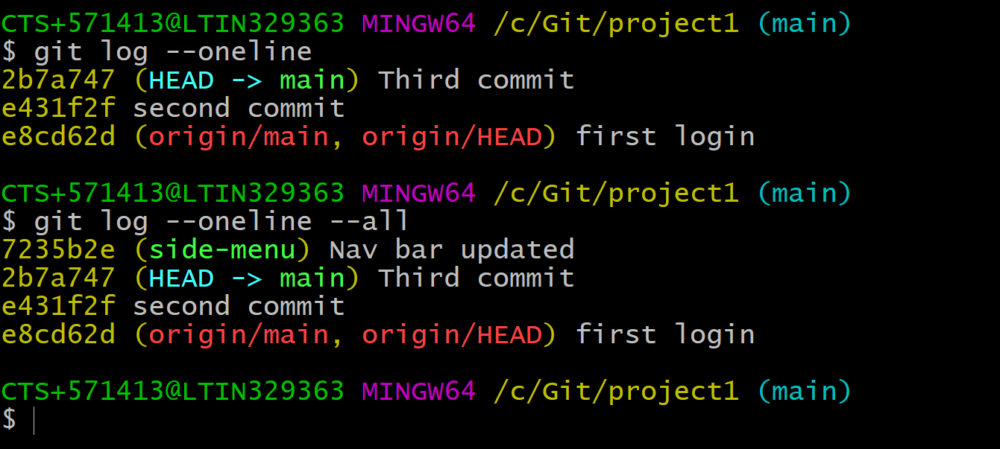 CTS+571413@LTIN329363 MINGW64 /c/Git/project1 (main)
$ git log --oneline
2b7a747 (HEAD -> main) Third commit
e431f2f second commit
e8cd62d (origin/main, origin/HEAD) first login
CTS+571413@LTIN329363 MINGW64 /c/Git/project1 (main)
$ git log --oneline --all
7235b2e (side-menu) Nav bar updated
2b7a747 (HEAD -> main) Third commit
e431f2f second commit
e8cd62d (origin/main, origin/HEAD) first login
CTS+571413@LTIN329363 MINGW64 /c/Git/project1 (main)
$